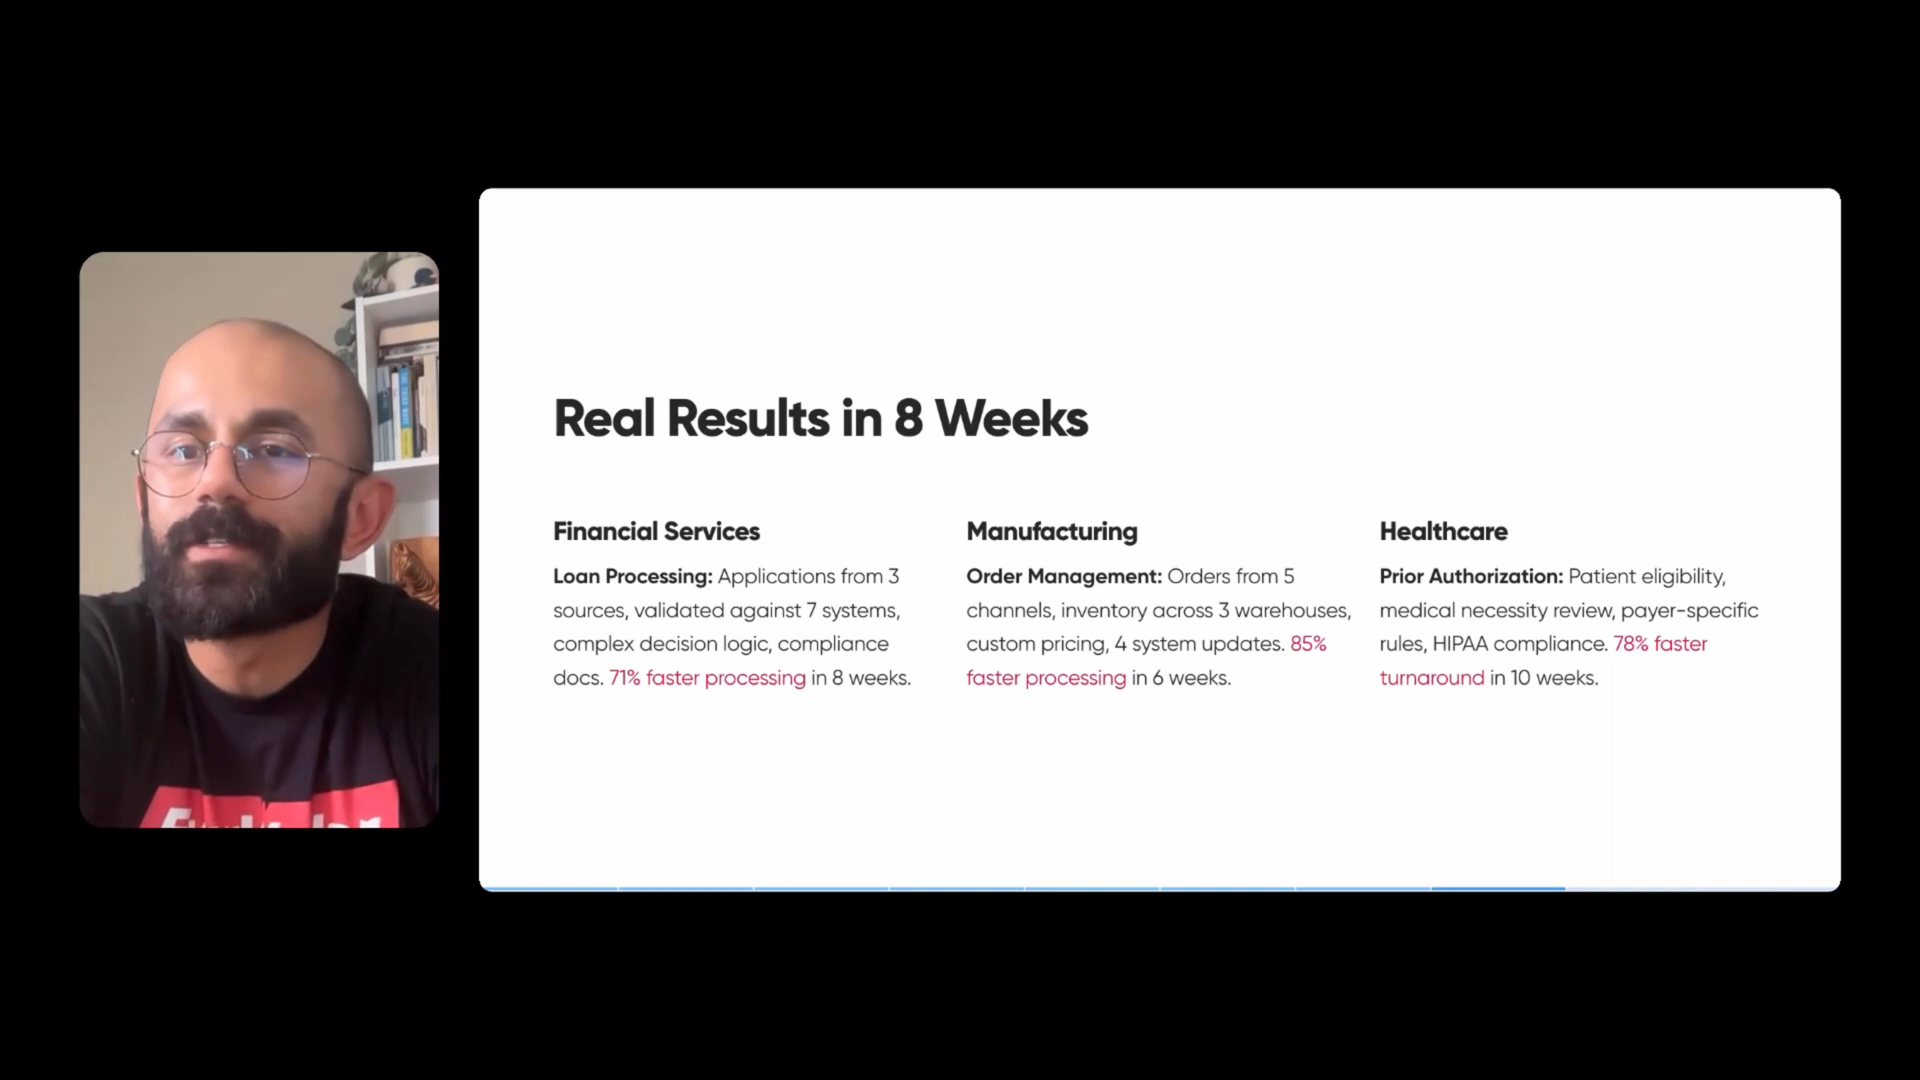 Real Results in 8 Weeks
Financial Services
Loan Processing: Applications from 3
sources, validated against 7 systems,
complex decision logic, compliance
docs. 71% faster processing in 8 weeks.
Manufacturing
Order Management: Orders from 5
channels, inventory across 3 warehouses,
custom pricing, 4 system updates. 85%
faster processing in 6 weeks.
Healthcare
Prior Authorization: Patient eligibility,
medical necessity review, payer-specific
rules, HIPAA compliance. 78% faster
turnaround in 10 weeks.